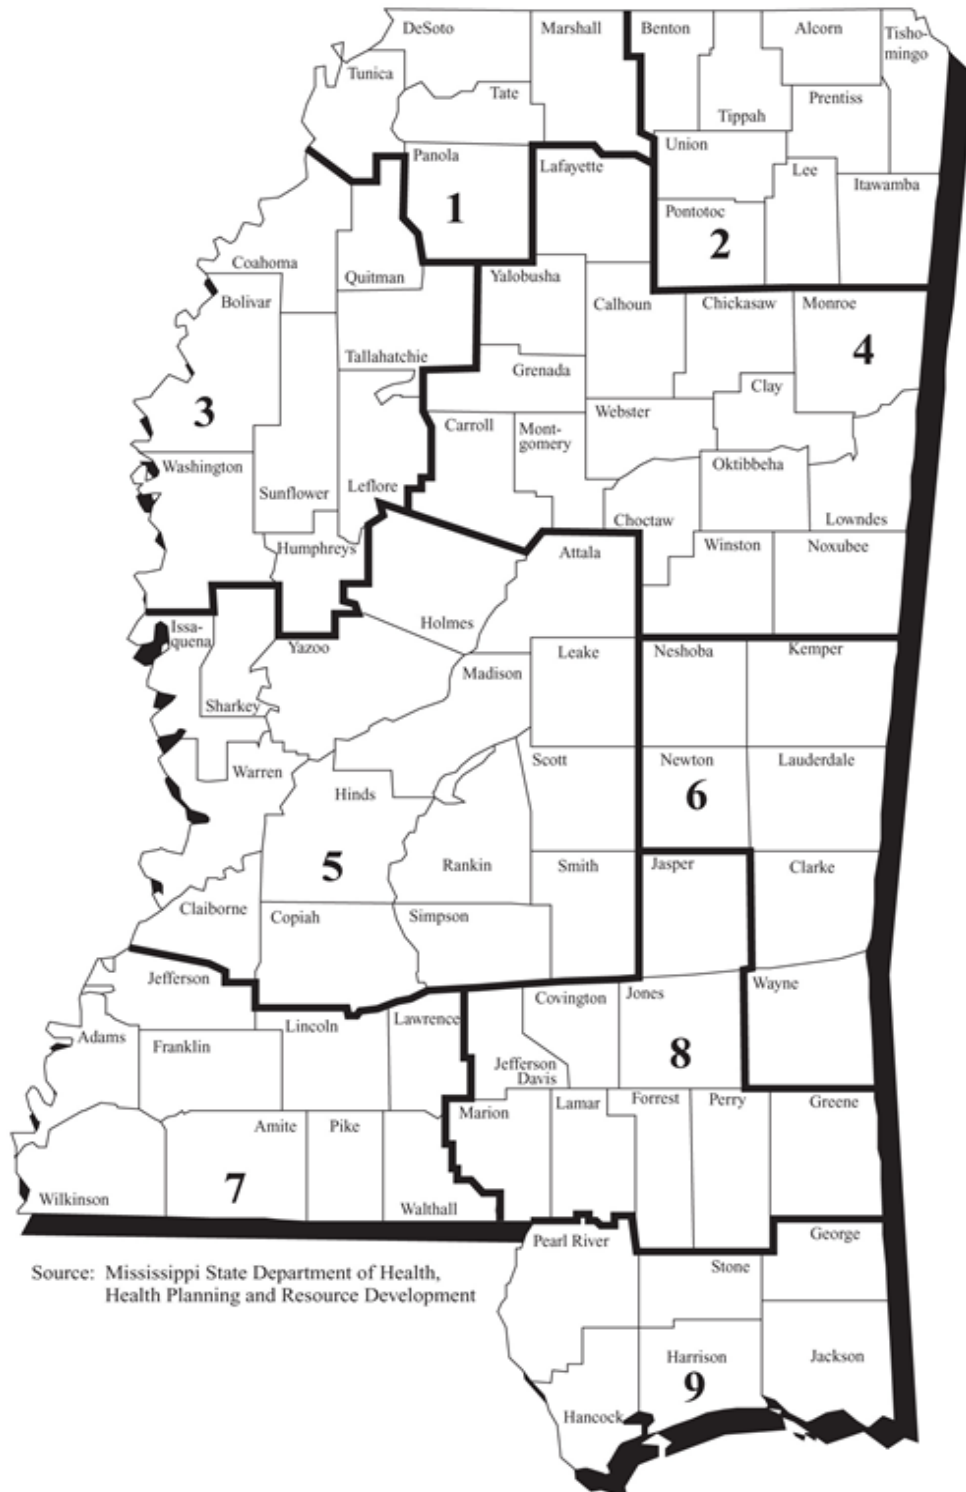 DeSoto
Marshall
Benton
Alcorn
Tisho-
mingo
Tunica
Tate
Prentiss
Tippah
Union
Panola
Lafayette
Lee
Itawamba
1
Pontotoc
2
Coahoma
Quitman
Yalobusha
Bolivar
Calhoun
Chickasaw
Monroe
Tallahatchie
4
Grenada
Clay
3
Carroll
Mont-
gomery
Webster
Washington
Oktibbeha
Sunflower
Leflore
Choctaw
Lowndes
Humphreys
Attala
Winston
Noxubee
Issa-
quena
Holmes
Yazoo
Leake
Neshoba
Kemper
Madison
Sharkey
Warren
Scott
Newton
Lauderdale
Hinds
6
5
Rankin
Smith
Jasper
Clarke
Claiborne
Copiah
Simpson
Jefferson
Covington
Jones
Wayne
Adams
Franklin
Lincoln
Lawrence
8
Jefferson
Davis
Marion
Lamar
Forrest
Perry
Greene
Amite
Pike
7
Wilkinson
Walthall
Pearl River
George
Stone
Source: Mississippi State Department of Health,
Health Planning and Resource Development
Harrison
Jackson
9
Hancock